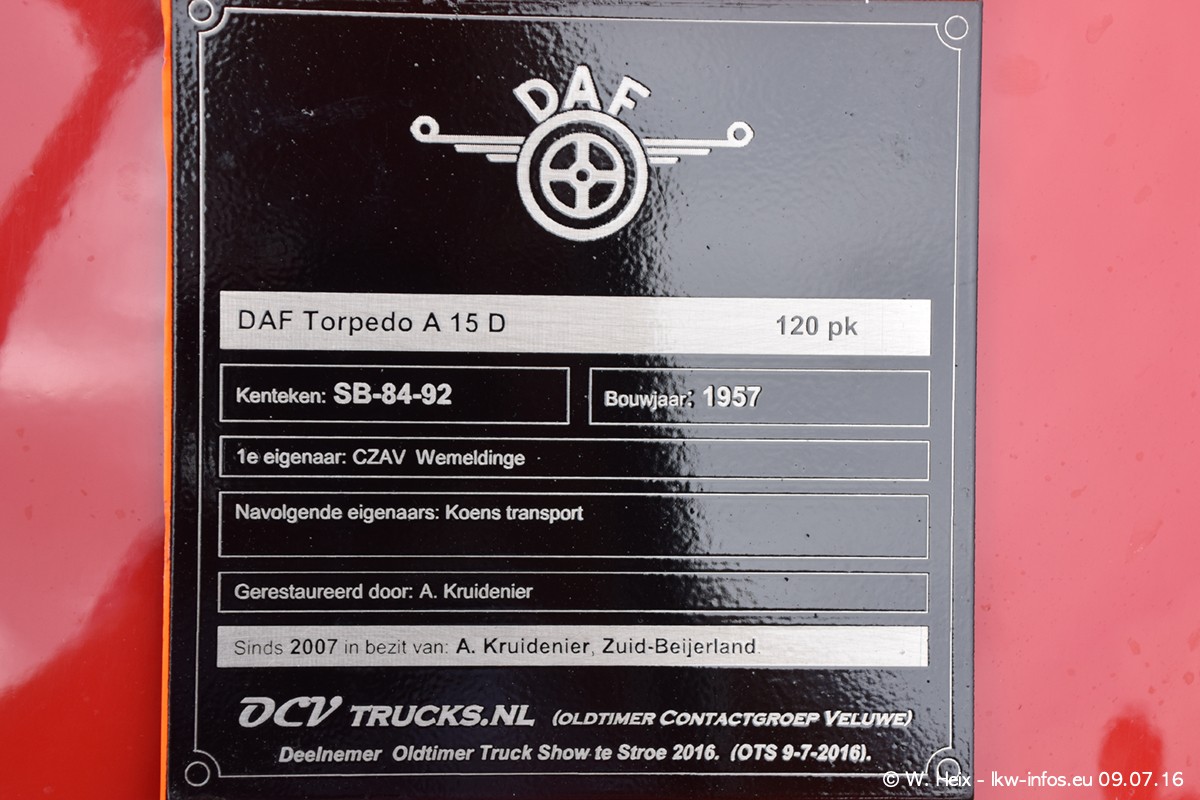 DAF
DAF Torpedo A 15 D 120 pk
Kenteken: SB-84-92 Bouwjaar: 1957
1e eigenaar: CZAV Wemeldinge
Navolgende eigenaars: Koens transport
Gerestaureerd door: A. Kruidenier
Sinds 2007 in bezit van: A. Kruidenier, Zuid-Beijerland.
OCV TRUCKS.NL (OLDTIMER CONTACTGROEP VELUWE)
Deelnemer Oldtimer Truck Show te Stroe 2016. (OTS 9-7-2016).
© W. Heix - lkw-infos.eu 09.07.16